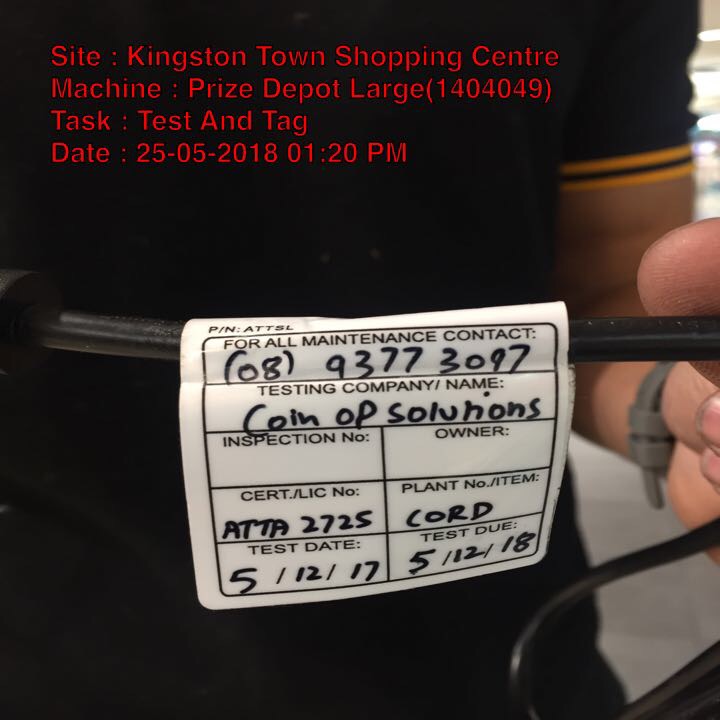 Site : Kingston Town Shopping Centre
Machine : Prize Depot Large(1404049)
Task : Test And Tag
Date : 25-05-2018 01:20 PM
P/N: ATTSL
FOR ALL MAINTENANCE CONTACT:
(08) 9377 3097
TESTING COMPANY/ NAME:
Coin OP Solutions
INSPECTION No: OWNER:
CERT./LIC No: PLANT No./ITEM:
ATTA 2725 CORD
TEST DATE: TEST DUE:
5/12/17 5/12/18